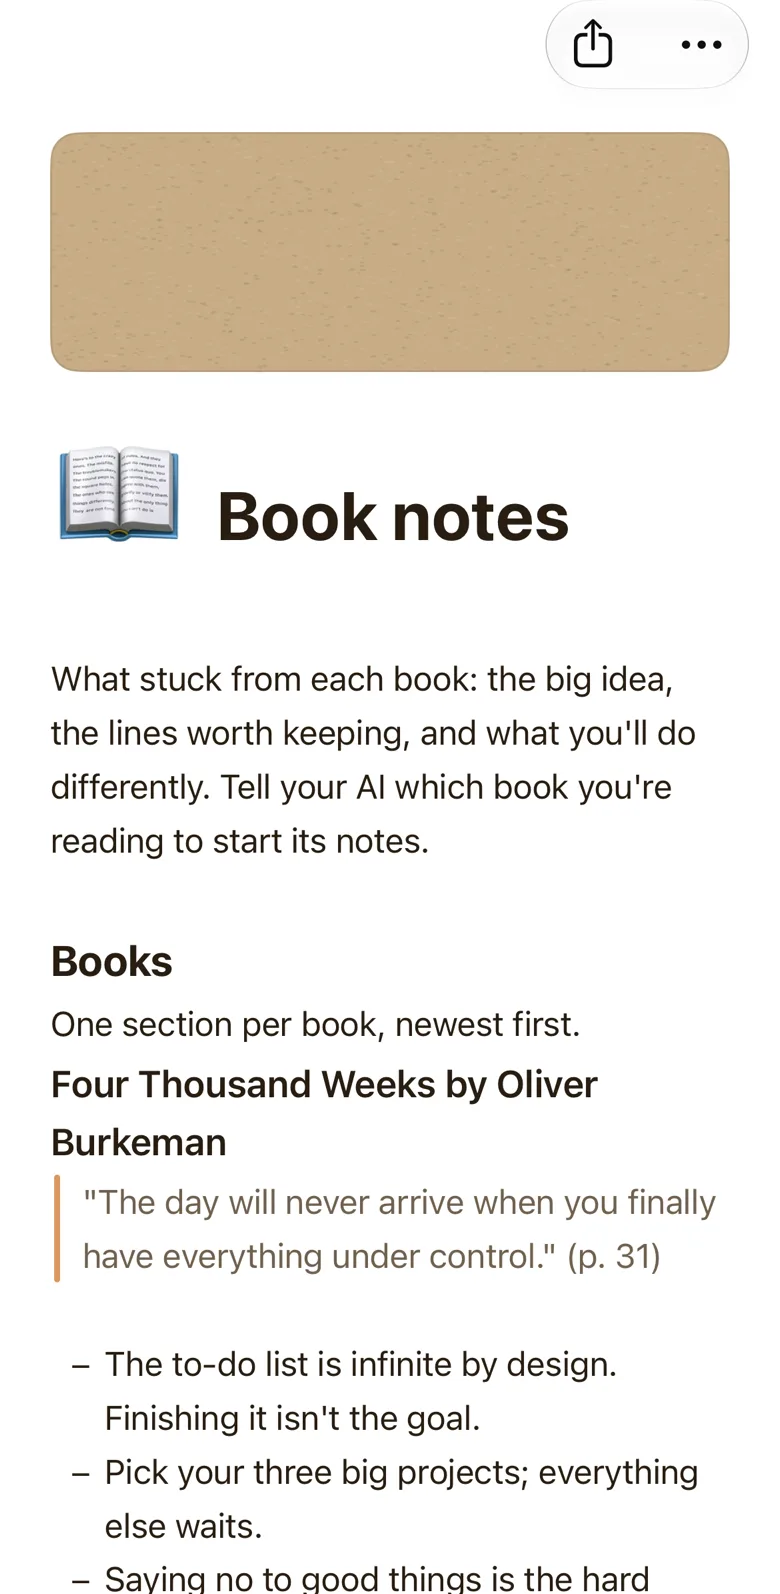 Book notes
What stuck from each book: the big idea,
the lines worth keeping, and what you'll do
differently. Tell your AI which book you're
reading to start its notes.
Books
One section per book, newest first.
Four Thousand Weeks by Oliver
Burkeman
"The day will never arrive when you finally
have everything under control." (p. 31)
– The to-do list is infinite by design.
Finishing it isn't the goal.
– Pick your three big projects; everything
else waits.
– Saying no to good things is the hard